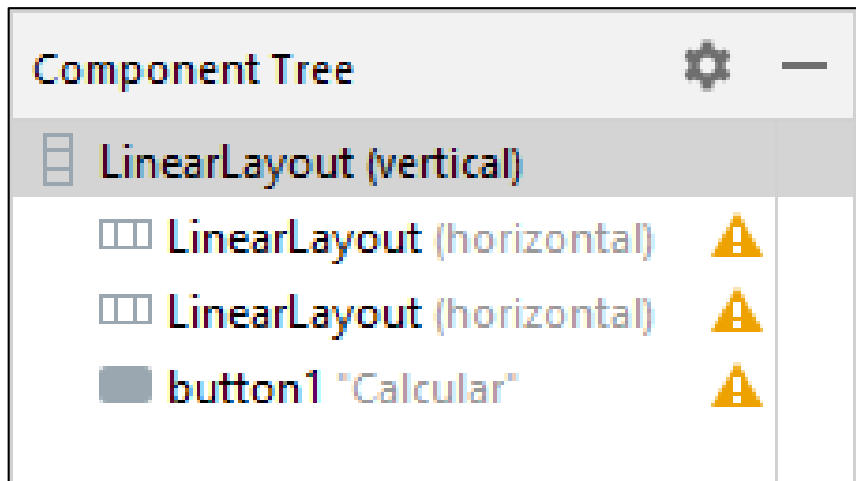 Component Tree
LinearLayout (vertical)
LinearLayout (horizontal)
LinearLayout (horizontal)
button1 "Calcular"